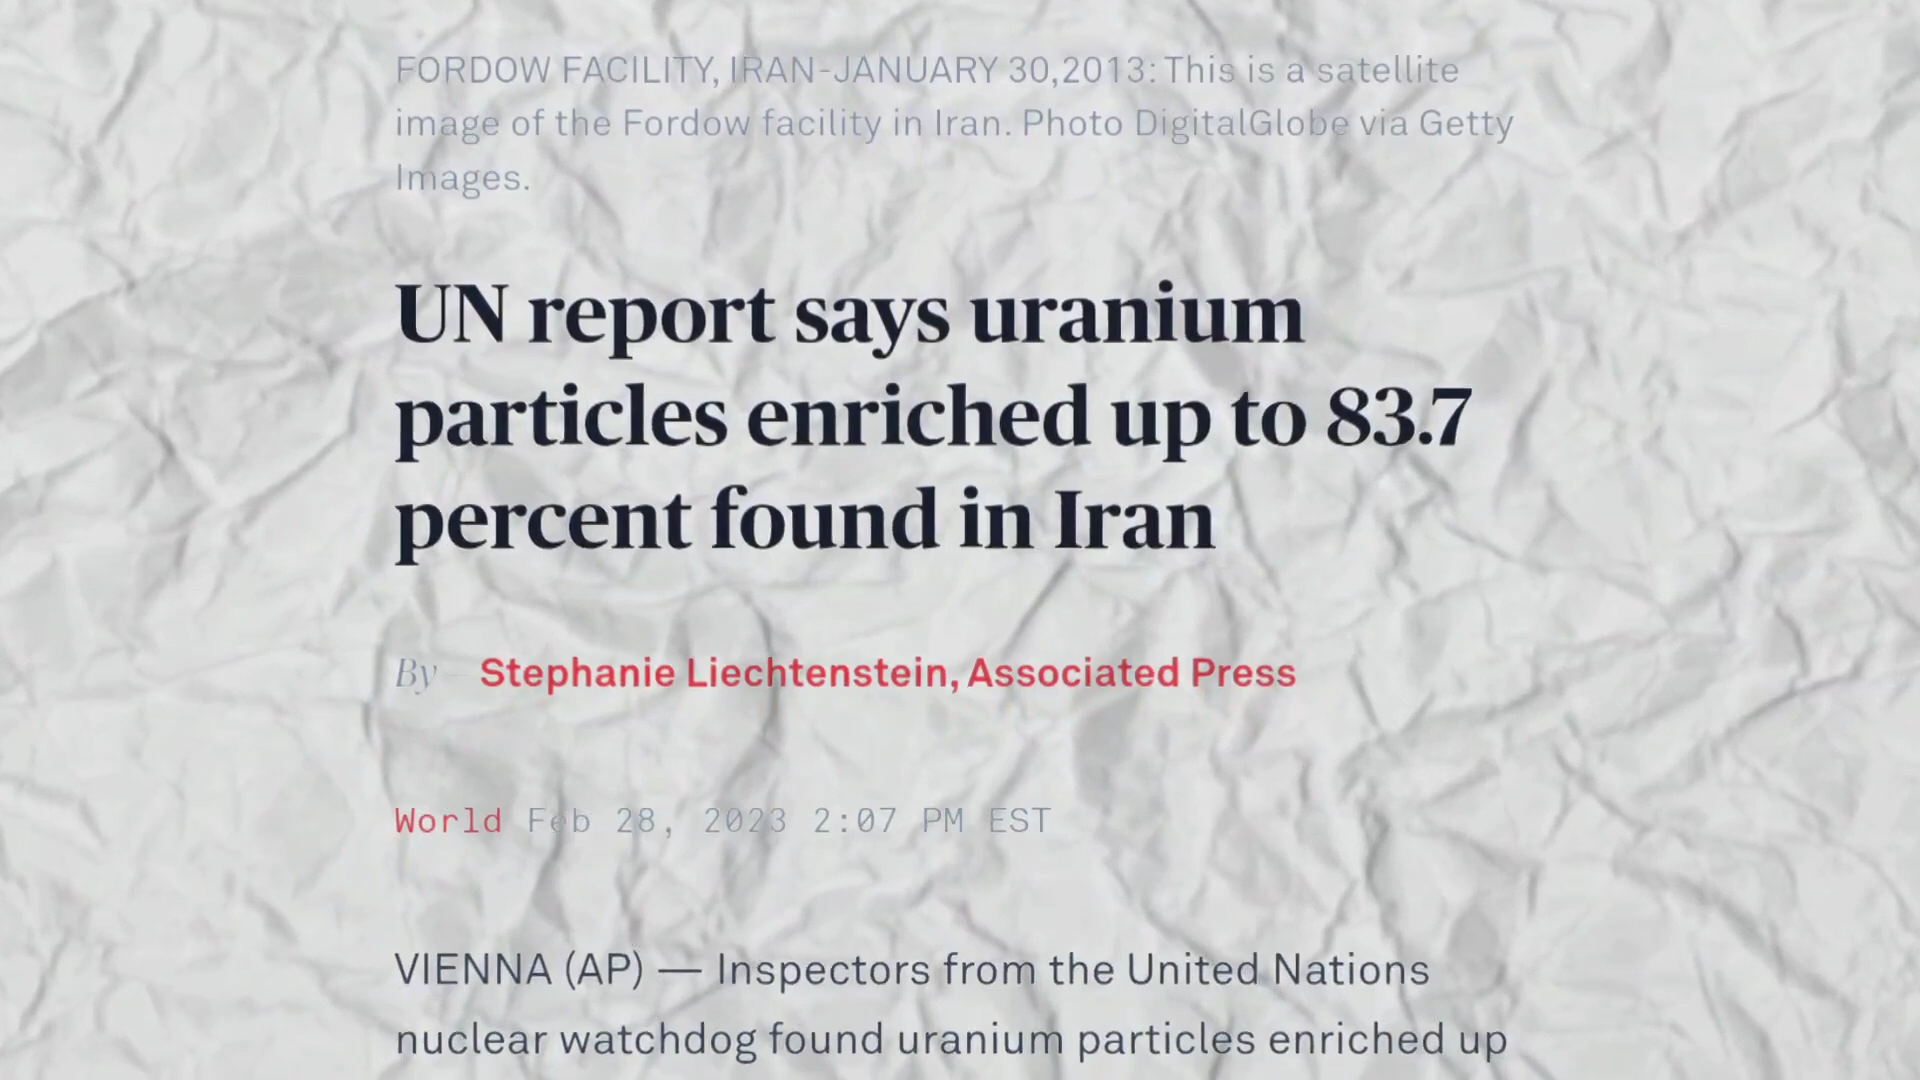 FORDOW FACILITY, IRAN-JANUARY 30,2013: This is a satellite
image of the Fordow facility in Iran. Photo DigitalGlobe via Getty
Images.
UN report says uranium
particles enriched up to 83.7
percent found in Iran
By — Stephanie Liechtenstein, Associated Press
World Feb 28, 2023 2:07 PM EST
VIENNA (AP) — Inspectors from the United Nations
nuclear watchdog found uranium particles enriched up